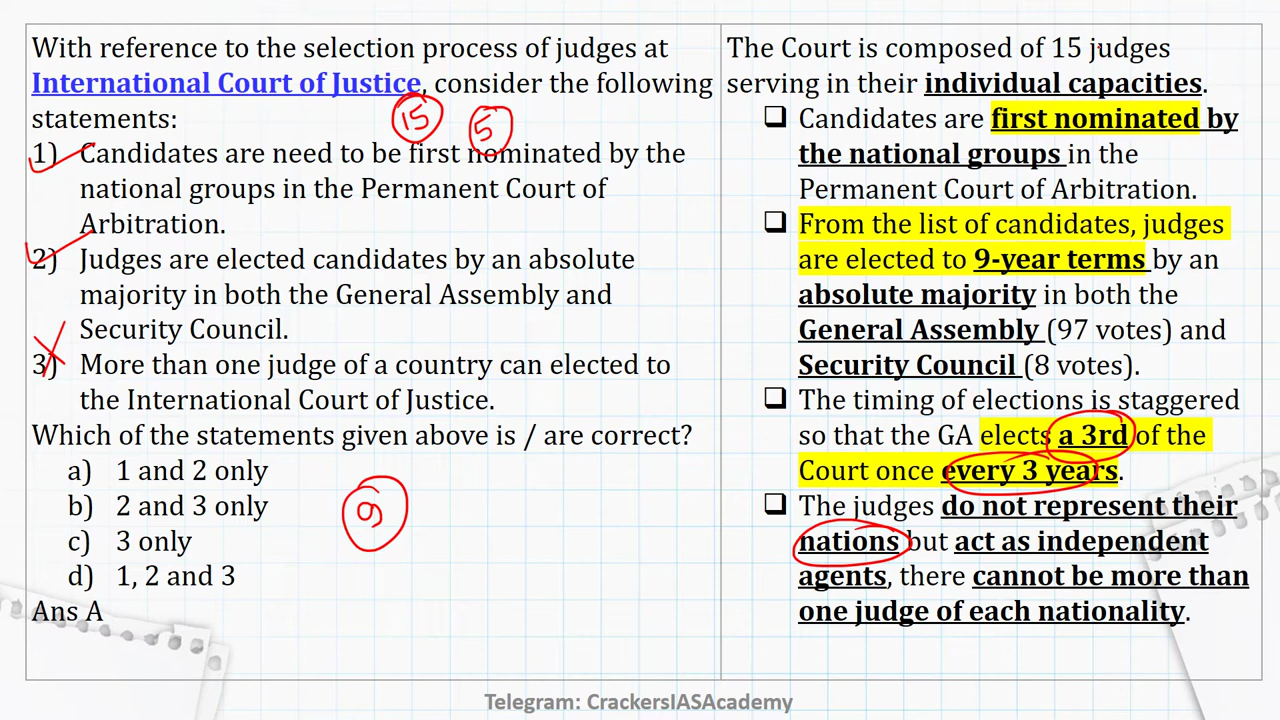 With reference to the selection process of judges at
International Court of Justice, consider the following
statements:
15 5
1) Candidates are need to be first nominated by the
national groups in the Permanent Court of
Arbitration.
2) Judges are elected candidates by an absolute
majority in both the General Assembly and
Security Council.
3) More than one judge of a country can elected to
the International Court of Justice.
Which of the statements given above is / are correct?
a) 1 and 2 only
b) 2 and 3 only
c) 3 only
d) 1, 2 and 3
9
Ans A
The Court is composed of 15 judges
serving in their individual capacities.
❑ Candidates are first nominated by
the national groups in the
Permanent Court of Arbitration.
❑ From the list of candidates, judges
are elected to 9-year terms by an
absolute majority in both the
General Assembly (97 votes) and
Security Council (8 votes).
❑ The timing of elections is staggered
so that the GA elects a 3rd of the
Court once every 3 years.
❑ The judges do not represent their
nations but act as independent
agents, there cannot be more than
one judge of each nationality.
Telegram: CrackersIASAcademy